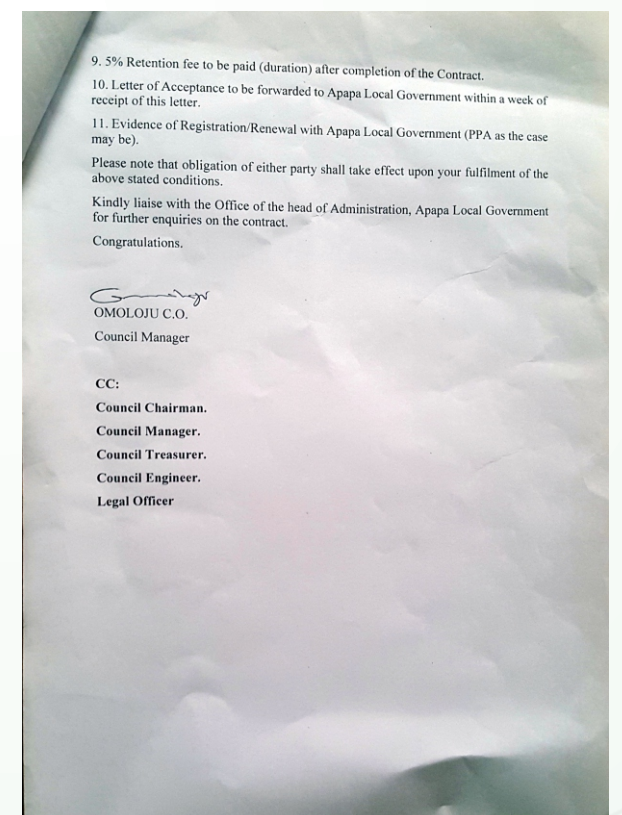 9. 5% Retention fee to be paid (duration) after completion of the Contract.
10. Letter of Acceptance to be forwarded to Apapa Local Government within a week of
receipt of this letter.
11. Evidence of Registration/Renewal with Apapa Local Government (PPA as the case
may be).
Please note that obligation of either party shall take effect upon your fulfilment of the
above stated conditions.
Kindly liaise with the Office of the head of Administration, Apapa Local Government
for further enquiries on the contract.
Congratulations.
OMOLOJU C.O.
Council Manager
CC:
Council Chairman.
Council Manager.
Council Treasurer.
Council Engineer.
Legal Officer